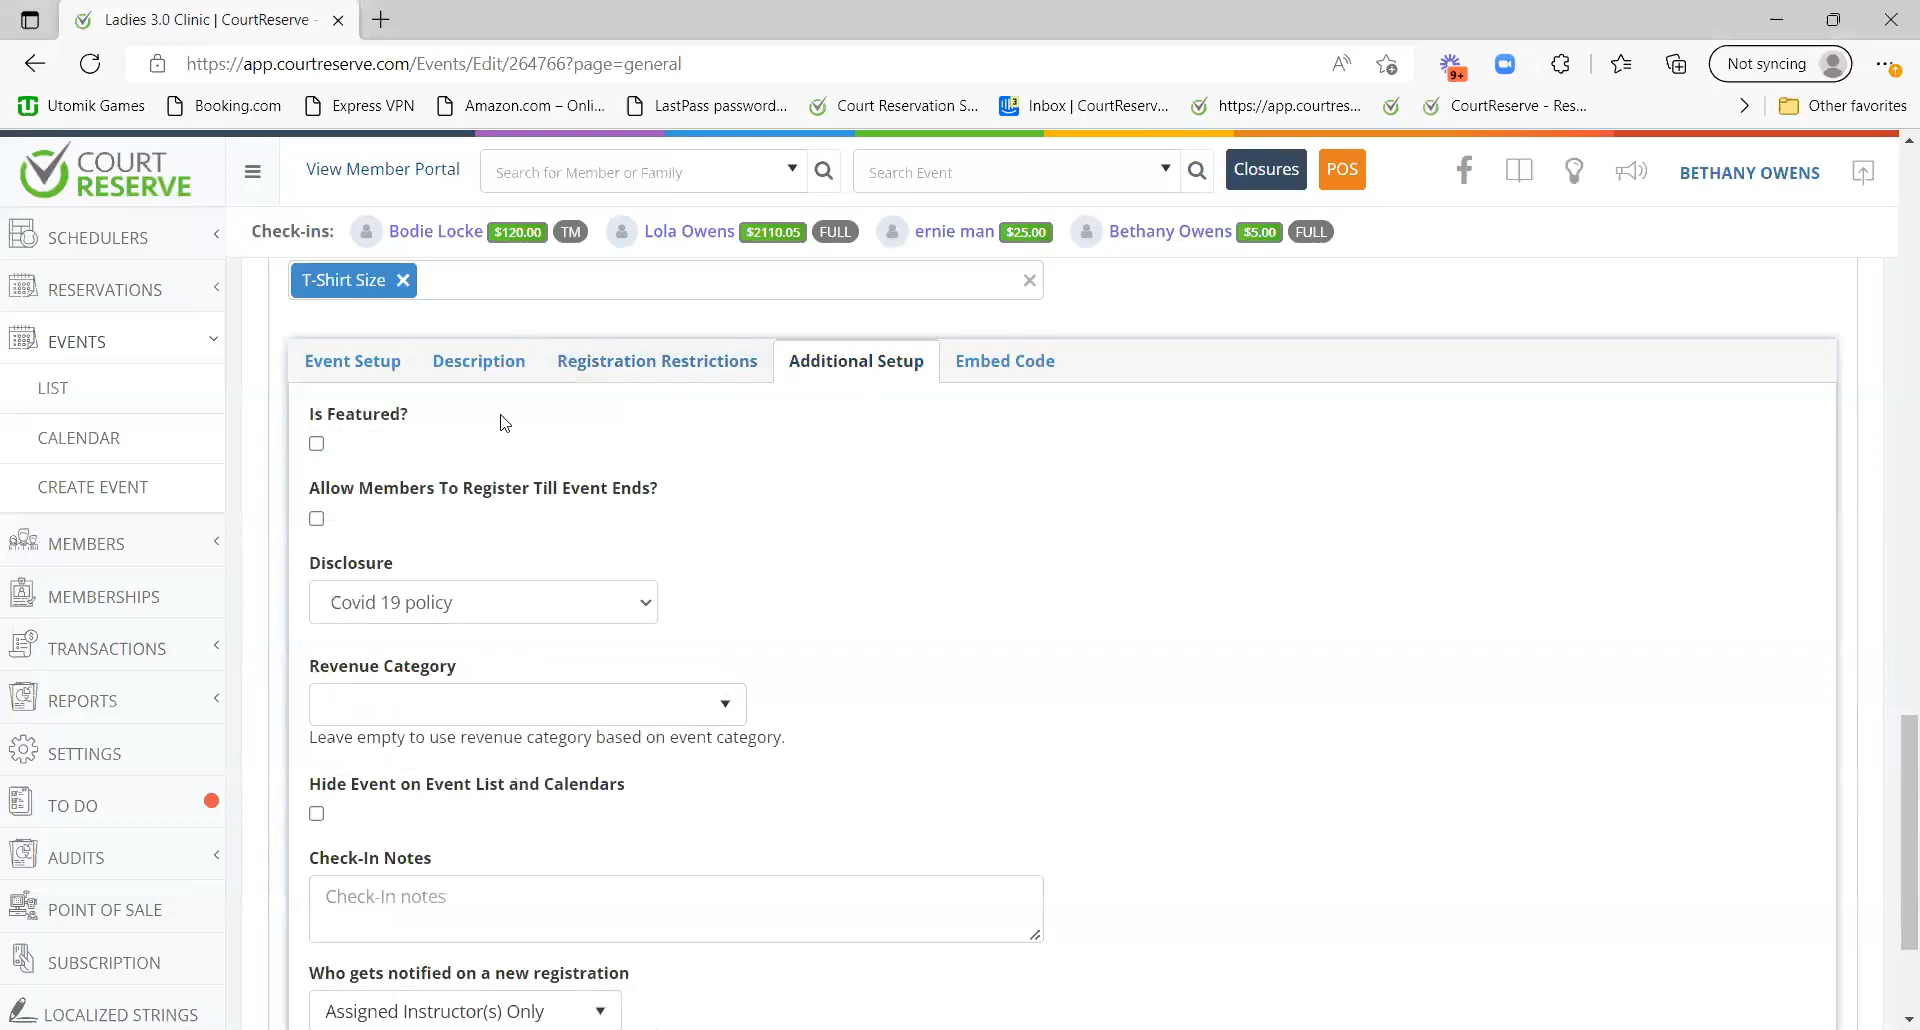 Ladies 3.0 Clinic | CourtReserve -
https://app.courtreserve.com/Events/Edit/264766?page=general
Not syncing
9+
Utomik Games
Booking.com
Express VPN
Amazon.com – Onli...
LastPass password...
Court Reservation S...
Inbox | CourtReserv...
https://app.courtres...
CourtReserve - Res...
Other favorites
COURT
RESERVE
View Member Portal
Search for Member or Family
Search Event
Closures
POS
BETHANY OWENS
Check-ins:
Bodie Locke $120.00 TM
Lola Owens $2110.05 FULL
ernie man $25.00
Bethany Owens $5.00 FULL
SCHEDULERS
RESERVATIONS
EVENTS
LIST
CALENDAR
CREATE EVENT
MEMBERS
MEMBERSHIPS
TRANSACTIONS
REPORTS
SETTINGS
TO DO
AUDITS
POINT OF SALE
SUBSCRIPTION
LOCALIZED STRINGS
T-Shirt Size
Event Setup
Description
Registration Restrictions
Additional Setup
Embed Code
Is Featured?
Allow Members To Register Till Event Ends?
Disclosure
Covid 19 policy
Revenue Category
Leave empty to use revenue category based on event category.
Hide Event on Event List and Calendars
Check-In Notes
Check-In notes
Who gets notified on a new registration
Assigned Instructor(s) Only